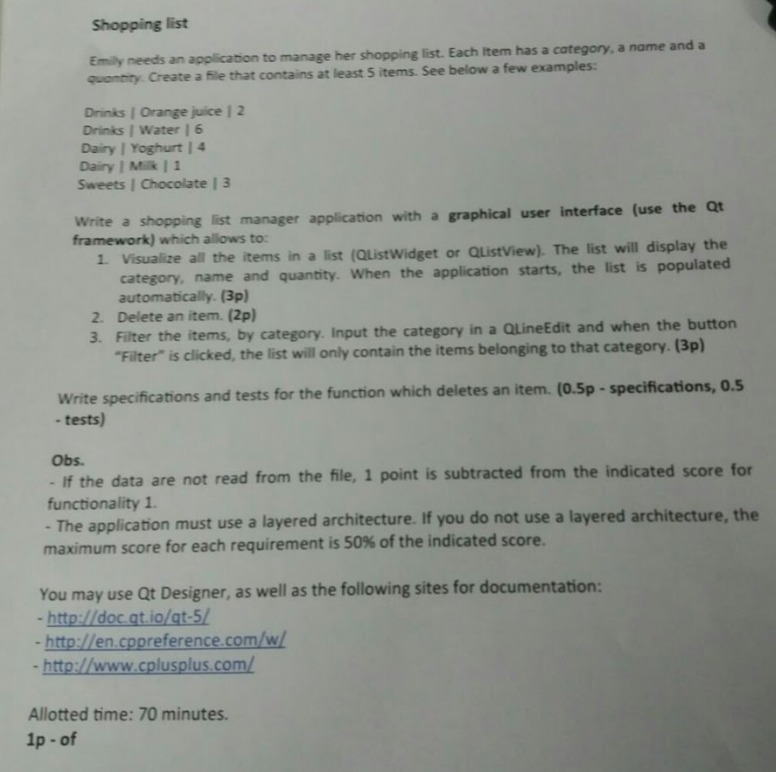 Shopping list
Emily needs an application to manage her shopping list. Each Item has a category, a name and a
quantity. Create a file that contains at least 5 items. See below a few examples:
Drinks | Orange juice | 2
Drinks | Water | 6
Dairy | Yoghurt | 4
Dairy | Milk | 1
Sweets | Chocolate | 3
Write a shopping list manager application with a graphical user interface (use the Qt
framework) which allows to:
1. Visualize all the items in a list (QListWidget or QListView). The list will display the
category, name and quantity. When the application starts, the list is populated
automatically. (3p)
2. Delete an item. (2p)
3. Filter the items, by category. Input the category in a QLineEdit and when the button
"Filter" is clicked, the list will only contain the items belonging to that category. (3p)
Write specifications and tests for the function which deletes an item. (0.5p - specifications, 0.5
- tests)
Obs.
- If the data are not read from the file, 1 point is subtracted from the indicated score for
functionality 1.
- The application must use a layered architecture. If you do not use a layered architecture, the
maximum score for each requirement is 50% of the indicated score.
You may use Qt Designer, as well as the following sites for documentation:
- http://doc.qt.io/qt-5/
- http://en.cppreference.com/w/
- http://www.cplusplus.com/
Allotted time: 70 minutes.
1p - of